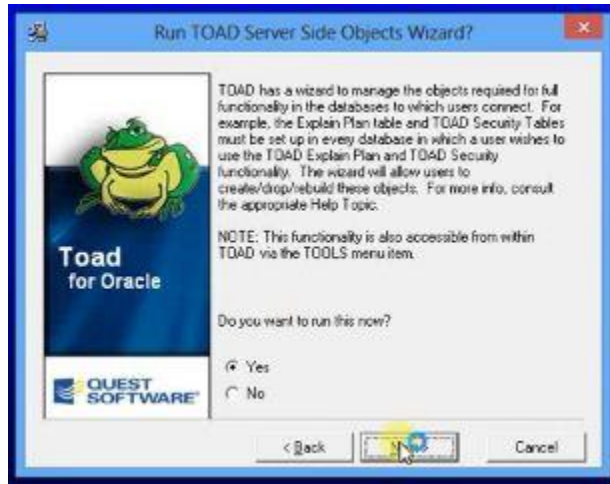 Run TOAD Server Side Objects Wizard?
TOAD has a wizard to manage the objects required for full
functionality in the databases to which users connect. For
example, the Explain Plan table and TOAD Security Tables
must be set up in every database in which a user wishes to
use the TOAD Explain Plan and TOAD Security
functionality. The wizard will allow users to
create/drop/rebuild these objects. For more info, consult
the appropriate Help Topic.
NOTE: This functionality is also accessible from within
TOAD via the TOOLS menu item.
Toad
for Oracle
Do you want to run this now?
Yes
No
QUEST
SOFTWARE
< Back
Cancel